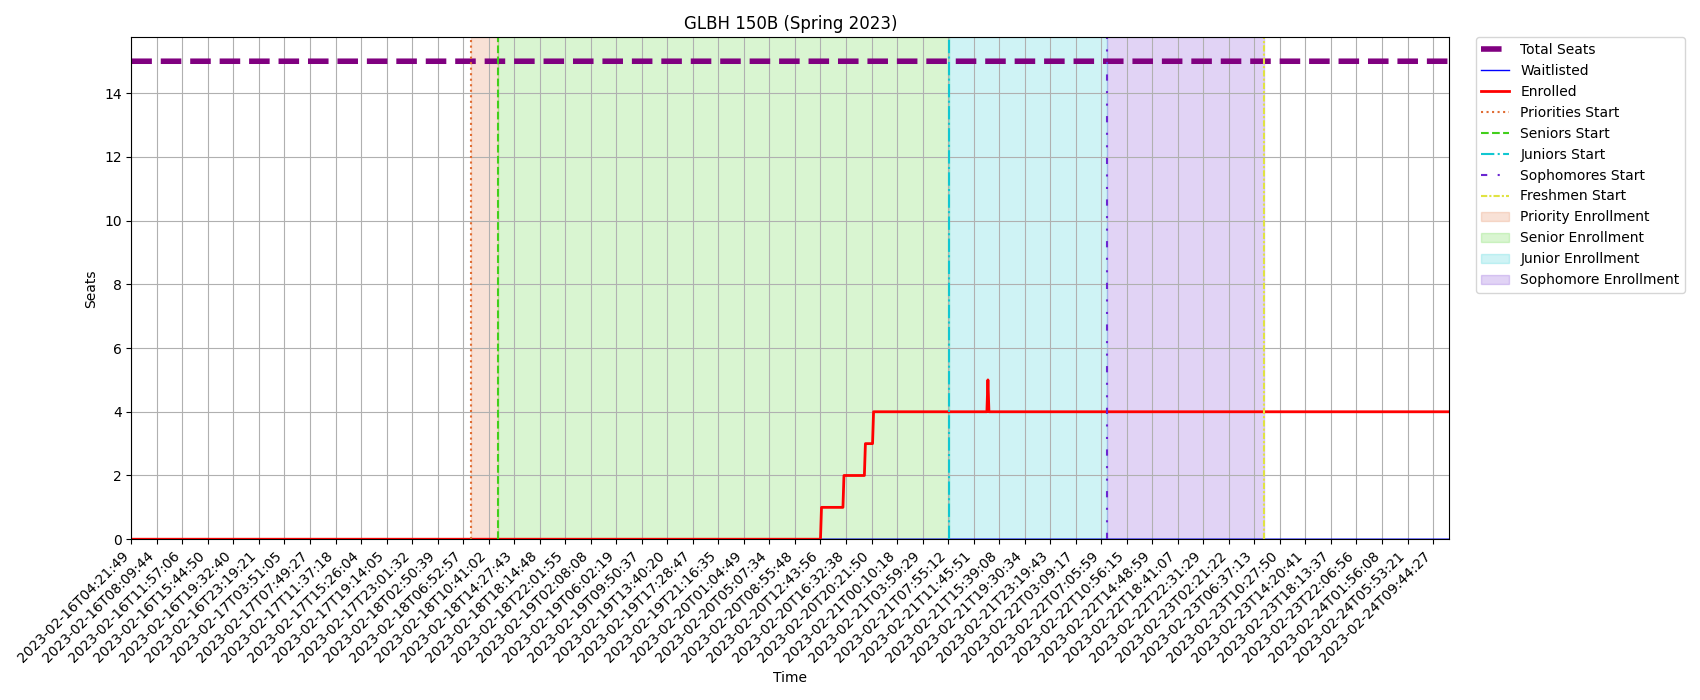 GLBH 150B (Spring 2023)
Seats
14
12
10
8
6
4
2
0
2023-02-16T04:21:49
2023-02-16T08:09:44
2023-02-16T11:57:06
2023-02-16T15:44:50
2023-02-16T19:32:40
2023-02-16T23:19:21
2023-02-17T03:51:05
2023-02-17T07:49:27
2023-02-17T11:37:18
2023-02-17T15:26:04
2023-02-17T19:14:05
2023-02-17T23:01:32
2023-02-18T02:50:39
2023-02-18T06:52:57
2023-02-18T10:41:02
2023-02-18T14:27:43
2023-02-18T18:14:48
2023-02-18T22:01:55
2023-02-19T02:08:08
2023-02-19T06:02:19
2023-02-19T09:50:37
2023-02-19T13:40:20
2023-02-19T17:28:47
2023-02-19T21:16:35
2023-02-20T01:04:49
2023-02-20T05:07:34
2023-02-20T08:55:48
2023-02-20T12:43:56
2023-02-20T16:32:38
2023-02-20T20:21:50
2023-02-21T00:10:18
2023-02-21T03:59:29
2023-02-21T07:55:12
2023-02-21T11:45:51
2023-02-21T15:39:08
2023-02-21T19:30:34
2023-02-21T23:19:43
2023-02-22T03:09:17
2023-02-22T07:05:59
2023-02-22T10:56:15
2023-02-22T14:48:59
2023-02-22T18:41:07
2023-02-22T22:31:29
2023-02-23T02:21:22
2023-02-23T06:37:13
2023-02-23T10:27:50
2023-02-23T14:20:41
2023-02-23T18:13:37
2023-02-23T22:06:56
2023-02-24T01:56:08
2023-02-24T05:53:21
2023-02-24T09:44:27
Time
Total Seats
Waitlisted
Enrolled
Priorities Start
Seniors Start
Juniors Start
Sophomores Start
Freshmen Start
Priority Enrollment
Senior Enrollment
Junior Enrollment
Sophomore Enrollment